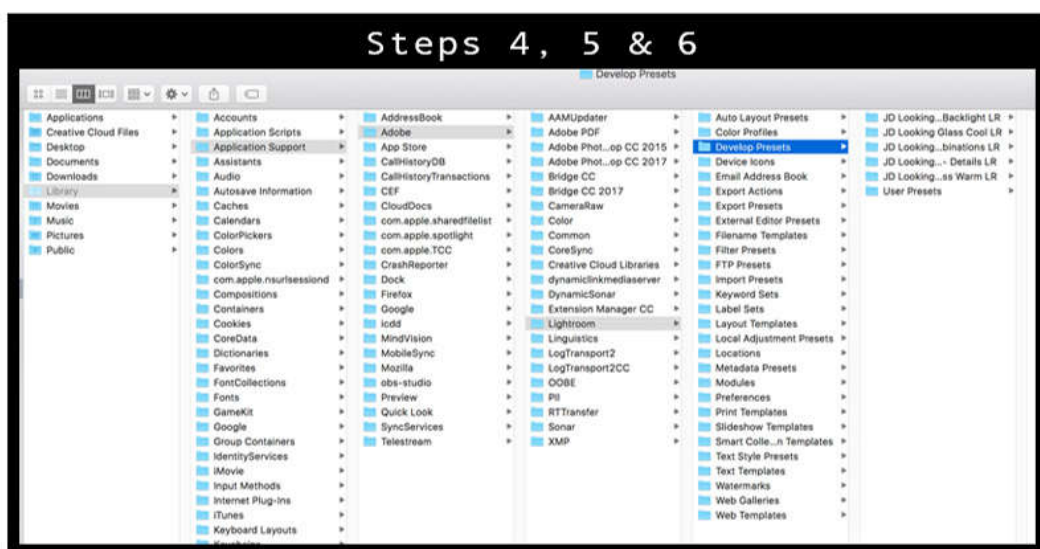 Steps 4, 5 & 6
Develop Presets
Applications
Creative Cloud Files
Desktop
Documents
Downloads
Library
Movies
Music
Pictures
Public
Accounts
Application Scripts
Application Support
Assistants
Audio
Autosave Information
Caches
Calendars
ColorPickers
Colors
ColorSync
com.apple.nsurlsessiond
Compositions
Containers
Cookies
CoreData
Dictionaries
Favorites
FontCollections
Fonts
GameKit
Google
Group Containers
IdentityServices
iMovie
Input Methods
Internet Plug-Ins
iTunes
Keyboard Layouts
AddressBook
Adobe
App Store
CallHistoryDB
CallHistoryTransactions
CEF
CloudDocs
com.apple.sharedfilelist
com.apple.spotlight
com.apple.TCC
CrashReporter
Dock
Firefox
Google
icdd
MindVision
MobileSync
Mozilla
obs-studio
Preview
Quick Look
SyncServices
Telestream
AAMUpdater
Adobe PDF
Adobe Phot...op CC 2015
Adobe Phot...op CC 2017
Bridge CC
Bridge CC 2017
CameraRaw
Color
Common
CoreSync
Creative Cloud Libraries
dynamiclinkmediaserver
DynamicSonar
Extension Manager CC
Lightroom
Linguistics
LogTransport2
LogTransport2CC
OOBE
PII
RTTransfer
Sonar
XMP
Auto Layout Presets
Color Profiles
Develop Presets
Device Icons
Email Address Book
Export Actions
Export Presets
External Editor Presets
Filename Templates
Filter Presets
FTP Presets
Import Presets
Keyword Sets
Label Sets
Layout Templates
Local Adjustment Presets
Locations
Metadata Presets
Modules
Preferences
Print Templates
Slideshow Templates
Smart Colle...n Templates
Text Style Presets
Text Templates
Watermarks
Web Galleries
Web Templates
JD Looking...Backlight LR
JD Looking Glass Cool LR
JD Looking...binations LR
JD Looking...- Details LR
JD Looking...ss Warm LR
User Presets